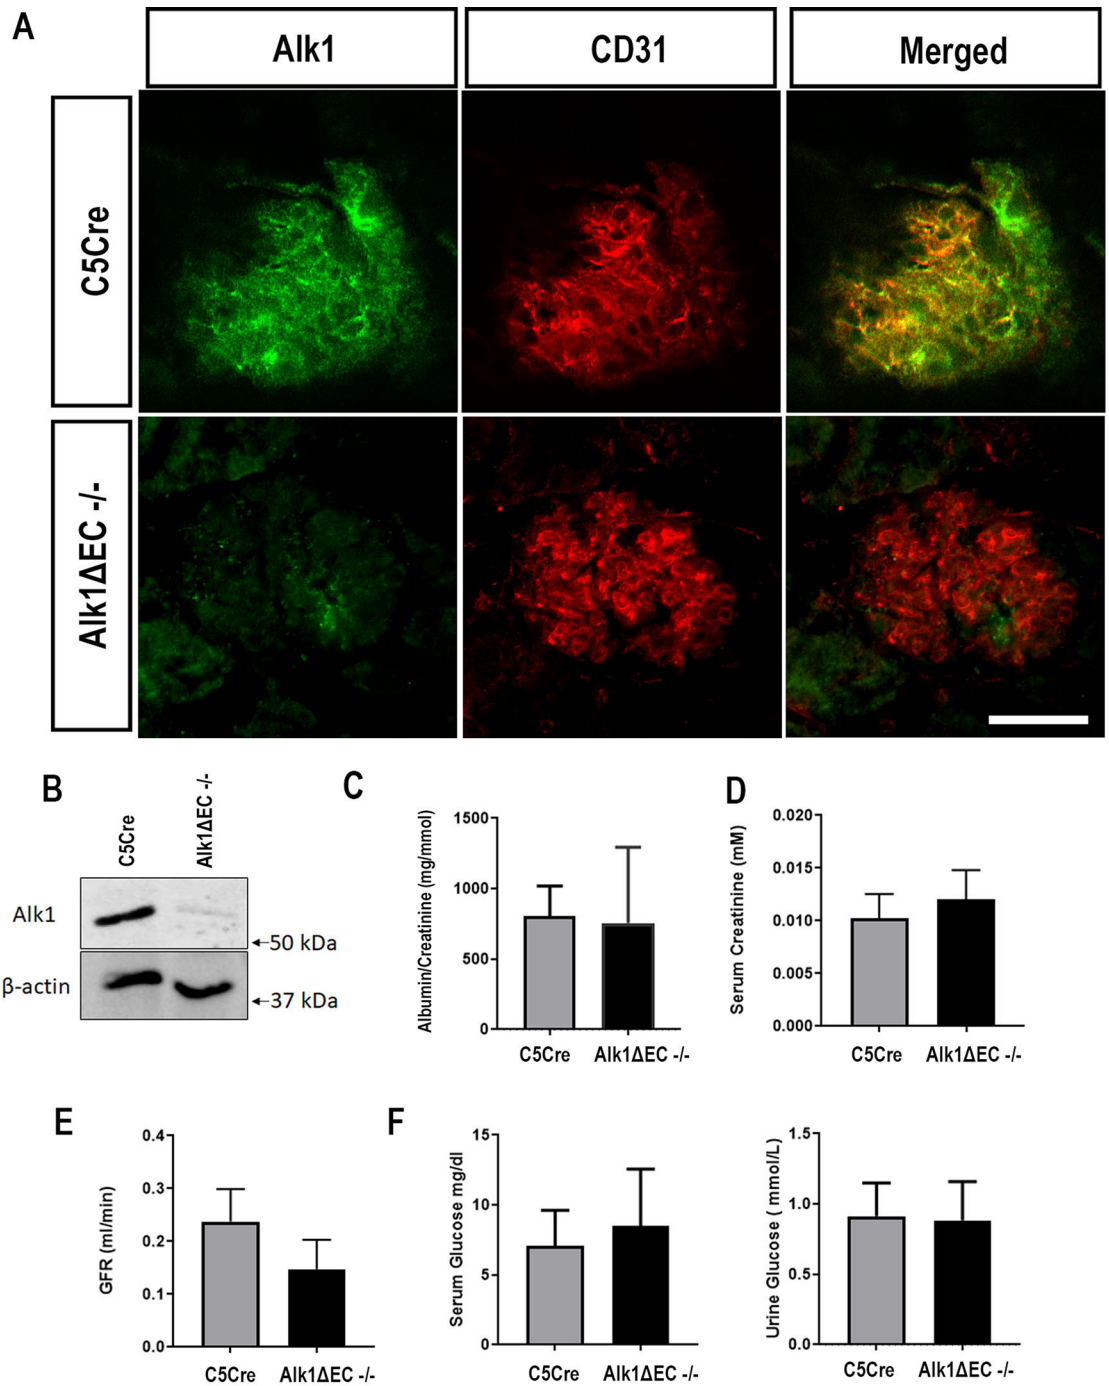 A
Alk1
CD31
Merged
C5Cre
Alk1ΔEC -/-
B
C5Cre
Alk1ΔEC -/-
Alk1
50 kDa
β-actin
37 kDa
C
Albumin/Creatinine (mg/mmol)
1500
1000
500
0
C5Cre
Alk1ΔEC -/-
D
Serum Creatinine (mM)
0.020
0.015
0.010
0.005
0.000
C5Cre
Alk1ΔEC -/-
E
GFR (ml/min)
0.4
0.3
0.2
0.1
0.0
C5Cre
Alk1ΔEC -/-
F
Serum Glucose mg/dl
15
10
5
0
C5Cre
Alk1ΔEC -/-
Urine Glucose ( mmol/L)
1.5
1.0
0.5
0.0
C5Cre
Alk1ΔEC -/-